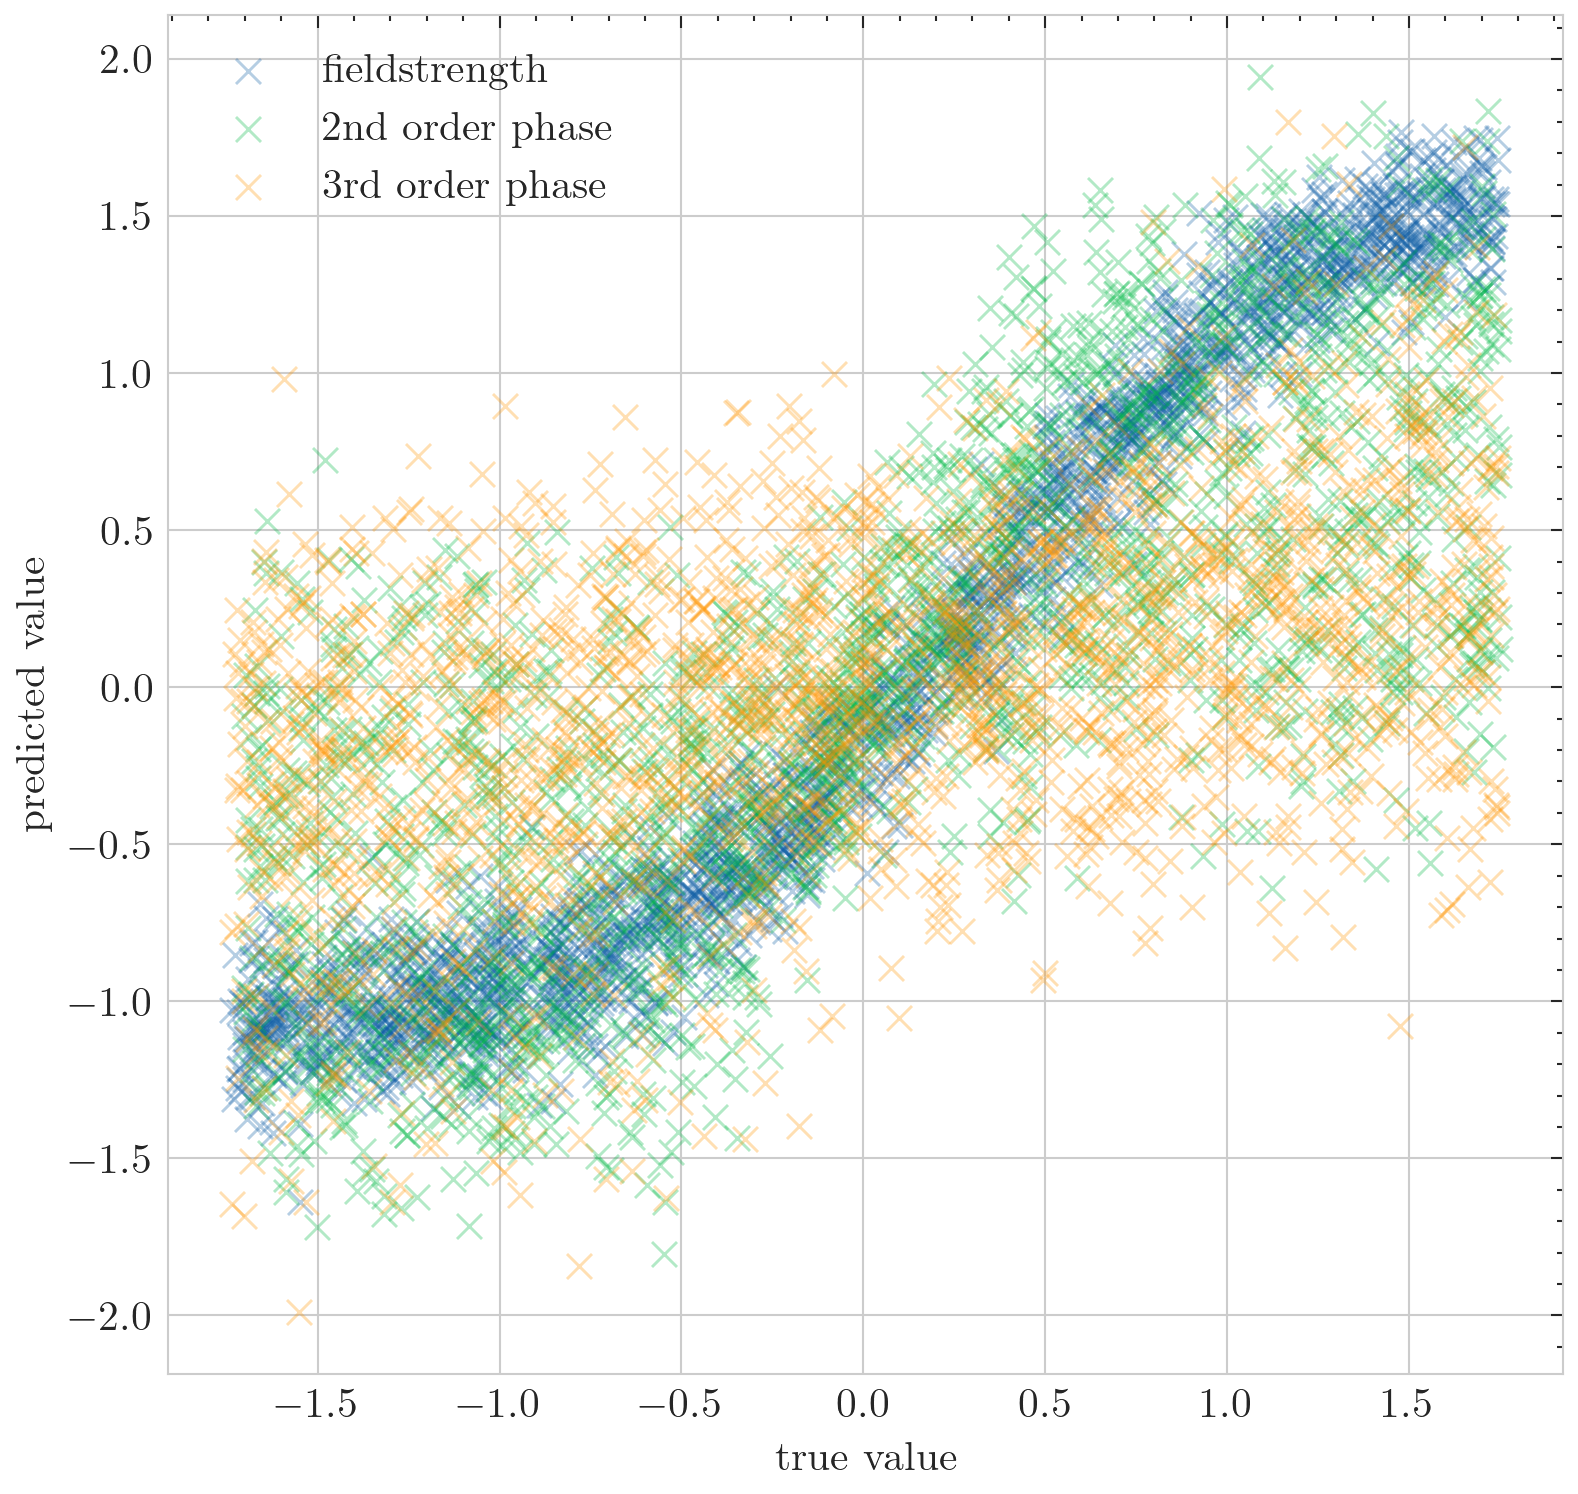 fieldstrength
2nd order phase
3rd order phase
2.0
1.5
1.0
0.5
0.0
−0.5
−1.0
−1.5
−2.0
predicted value
−1.5 −1.0 −0.5 0.0 0.5 1.0 1.5
true value